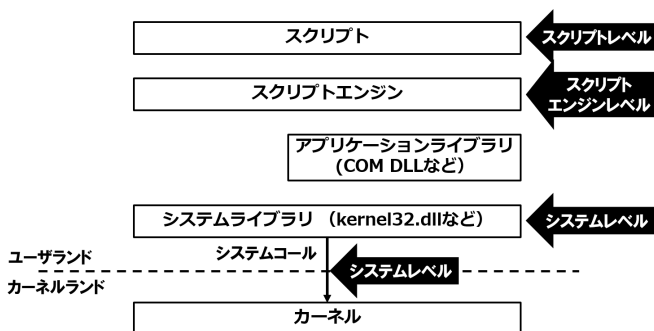 スクリプト
スクリプトレベル
スクリプトエンジン
スクリプト
エンジンレベル
アプリケーションライブラリ
(COM DLLなど)
システムライブラリ （kernel32.dllなど）
システムレベル
ユーザランド
システムコール
システムレベル
カーネルランド
カーネル